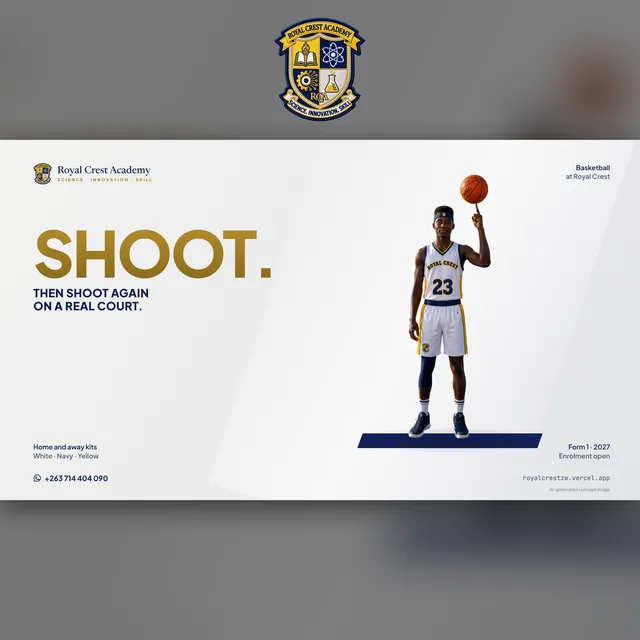 ROYAL CREST ACADEMY
RCA
SCIENCE. INNOVATION. SKILL
Royal Crest Academy
SCIENCE INNOVATION SKILL
Basketball
at Royal Crest
SHOOT.
THEN SHOOT AGAIN
ON A REAL COURT.
ROYAL CREST
23
Home and away kits
White · Navy · Yellow
+263 714 404 090
Form 1 · 2027
Enrolment open
royalcrestzw.vercel.app
AI-generated concept image